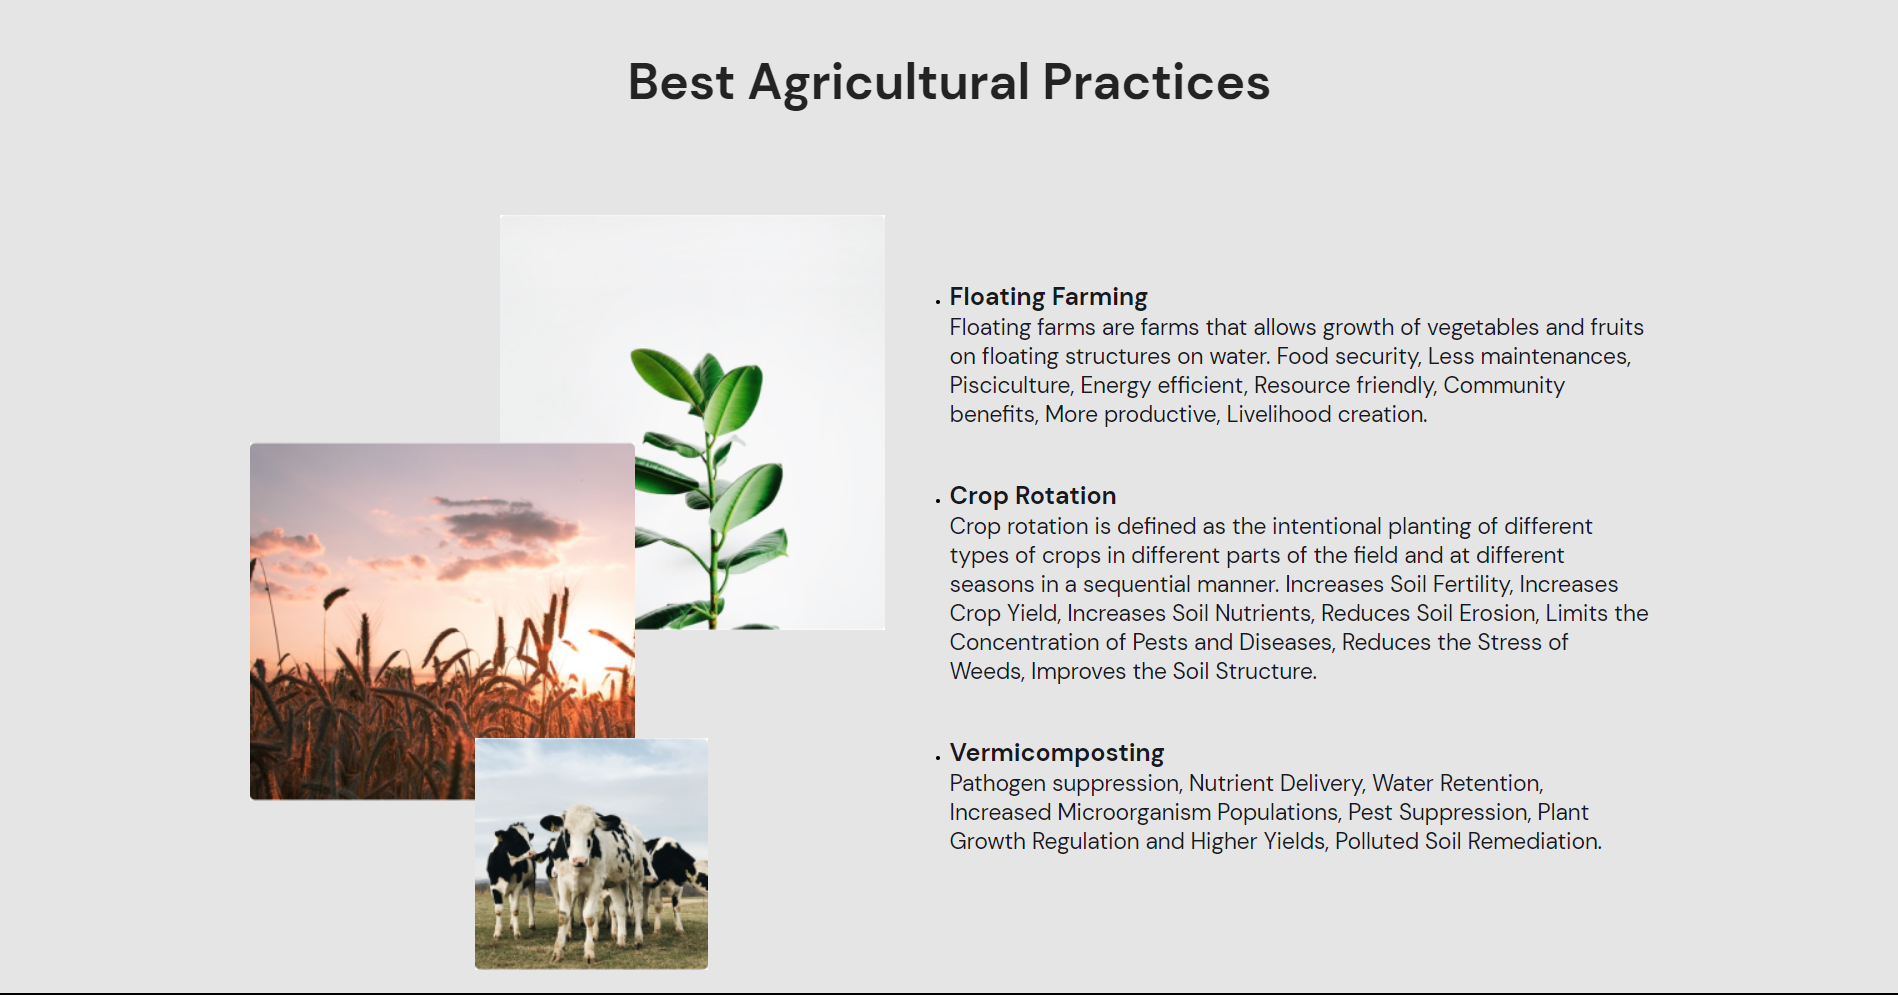 Best Agricultural Practices
Floating Farming
Floating farms are farms that allows growth of vegetables and fruits
on floating structures on water. Food security, Less maintenances,
Pisciculture, Energy efficient, Resource friendly, Community
benefits, More productive, Livelihood creation.
Crop Rotation
Crop rotation is defined as the intentional planting of different
types of crops in different parts of the field and at different
seasons in a sequential manner. Increases Soil Fertility, Increases
Crop Yield, Increases Soil Nutrients, Reduces Soil Erosion, Limits the
Concentration of Pests and Diseases, Reduces the Stress of
Weeds, Improves the Soil Structure.
Vermicomposting
Pathogen suppression, Nutrient Delivery, Water Retention,
Increased Microorganism Populations, Pest Suppression, Plant
Growth Regulation and Higher Yields, Polluted Soil Remediation.